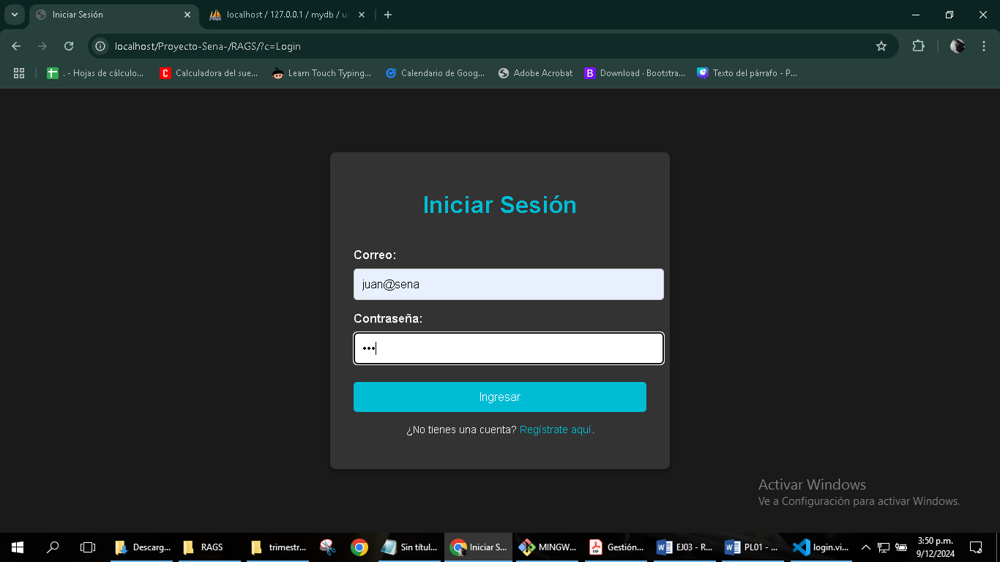 Iniciar Sesión
localhost / 127.0.0.1 / mydb / us
localhost/Proyecto-Sena-/RAGS/?c=Login
. - Hojas de cálculo...
Calculadora del sue...
Learn Touch Typing...
Calendario de Goog...
Adobe Acrobat
Download · Bootstra...
Texto del párrafo - P...
Iniciar Sesión
Correo:
juan@sena
Contraseña:
•••
Ingresar
¿No tienes una cuenta? Regístrate aquí.
Activar Windows
Ve a Configuración para activar Windows.
Descarg...
RAGS
trimestr...
Sin títul...
Iniciar S...
MINGW...
Gestión...
EJ03 - R...
PL01 - ...
login.vi...
3:50 p.m.
9/12/2024